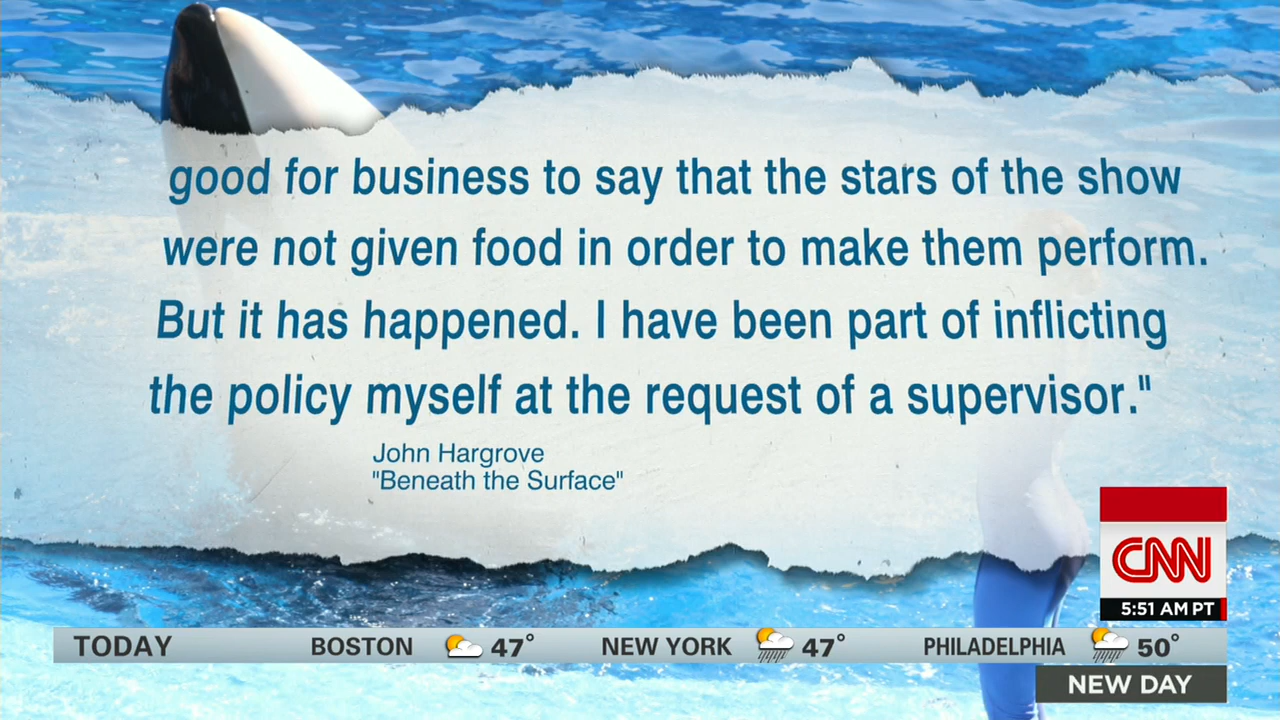 good for business to say that the stars of the show
were not given food in order to make them perform.
But it has happened. I have been part of inflicting
the policy myself at the request of a supervisor."
John Hargrove
"Beneath the Surface"
CNN
5:51 AM PT
TODAY BOSTON 47° NEW YORK 47° PHILADELPHIA 50°
NEW DAY